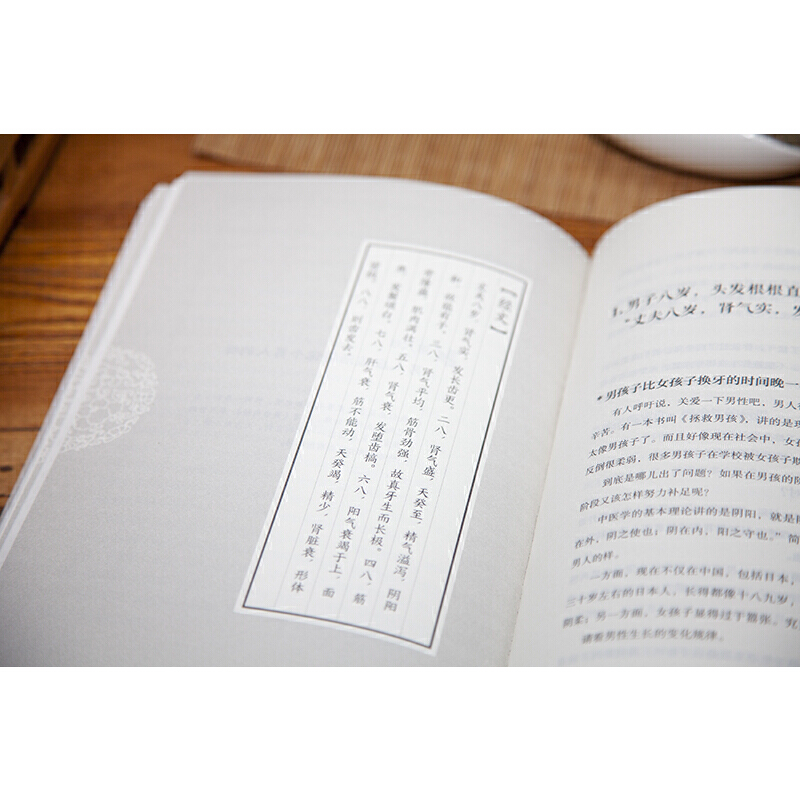 【经文】
丈夫八岁，肾气实，发长齿更。二八，肾气盛，天癸至，精气溢泻，阴阳
和，故能有子。三八，肾气平均，筋骨劲强，故真牙生而长极。四八，筋
骨隆盛，肌肉满壮。五八，肾气衰，发堕齿槁。六八，阳气衰竭于上，面
焦，发鬓颁白。七八，肝气衰，筋不能动，天癸竭，精少，肾脏衰，形体
皆极。八八，则齿发去。
1. 男子八岁，头发根根直
“丈夫八岁，肾气实，发
• 男孩子比女孩子换牙的时间晚一
有人呼吁说，关爱一下男性吧，男人
辛苦。有一本书叫《拯救男孩》，讲的是现
太像男孩子了。而且好像现在社会中，女孩
反倒很柔弱，很多男孩子在学校被女孩子欺
到底是哪儿出了问题？如果在男孩的
阶段又该怎样努力补足呢？
中医学的基本理论讲的是阴阳，就是
在外，阴之使也；阴在内，阳之守也。”简
男人的样。
一方面，现在不仅在中国，包括日本，
三十岁左右的日本人，长得都像十八九岁，
阴柔；另一方面，女孩子显得过于嚣张。究
诸着男性生长的变化规律。